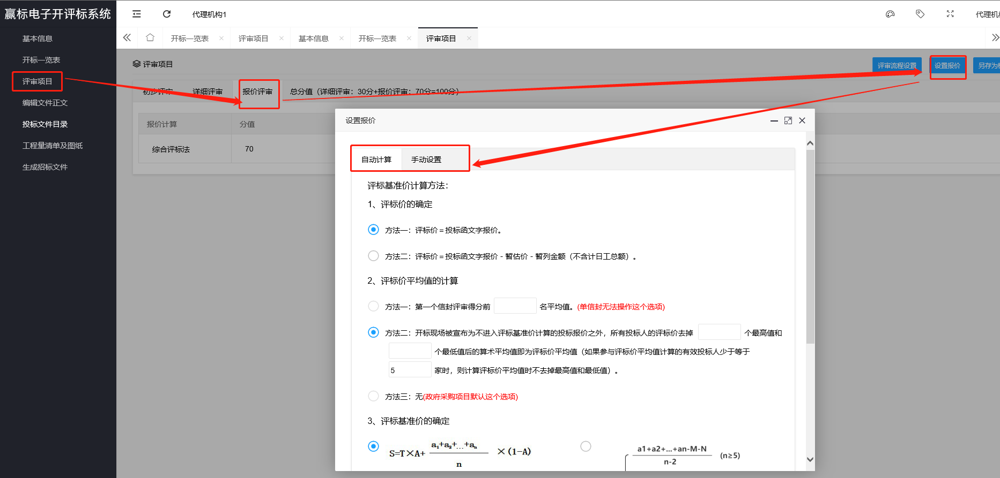 赢标电子开评标系统
代理机构1
代理机
基本信息
开标一览表
评审项目
编辑文件正文
投标文件目录
工程量清单及图纸
生成招标文件
开标一览表
评审项目
基本信息
开标一览表
评审项目
评审项目
评审流程设置
设置报价
另存为
初步评审
详细评审
报价评审
总分值（详细评审：30分+报价评审：70分=100分）
报价计算
分值
综合评标法
70
设置报价
自动计算
手动设置
评标基准价计算方法：
1、评标价的确定
方法一：评标价 = 投标函文字报价。
方法二：评标价 = 投标函文字报价 - 暂估价 - 暂列金额（不含计日工总额）。
2、评标价平均值的计算
方法一：第一个信封评审得分前 名平均值。(单信封无法操作这个选项)
方法二：开标现场被宣布为不进入评标基准价计算的投标报价之外，所有投标人的评标价去掉 个最高值和
个最低值后的算术平均值即为评标价平均值（如果参与评标价平均值计算的有效投标人少于等于
5 家时，则计算评标价平均值时不去掉最高值和最低值）。
方法三：无(政府采购项目默认这个选项)
3、评标基准价的确定
S=T×A+ a₁+a₂+...+aₙ
n
×(1-A)
a1+a2+...+an-M-N
n-2
(n≥5)